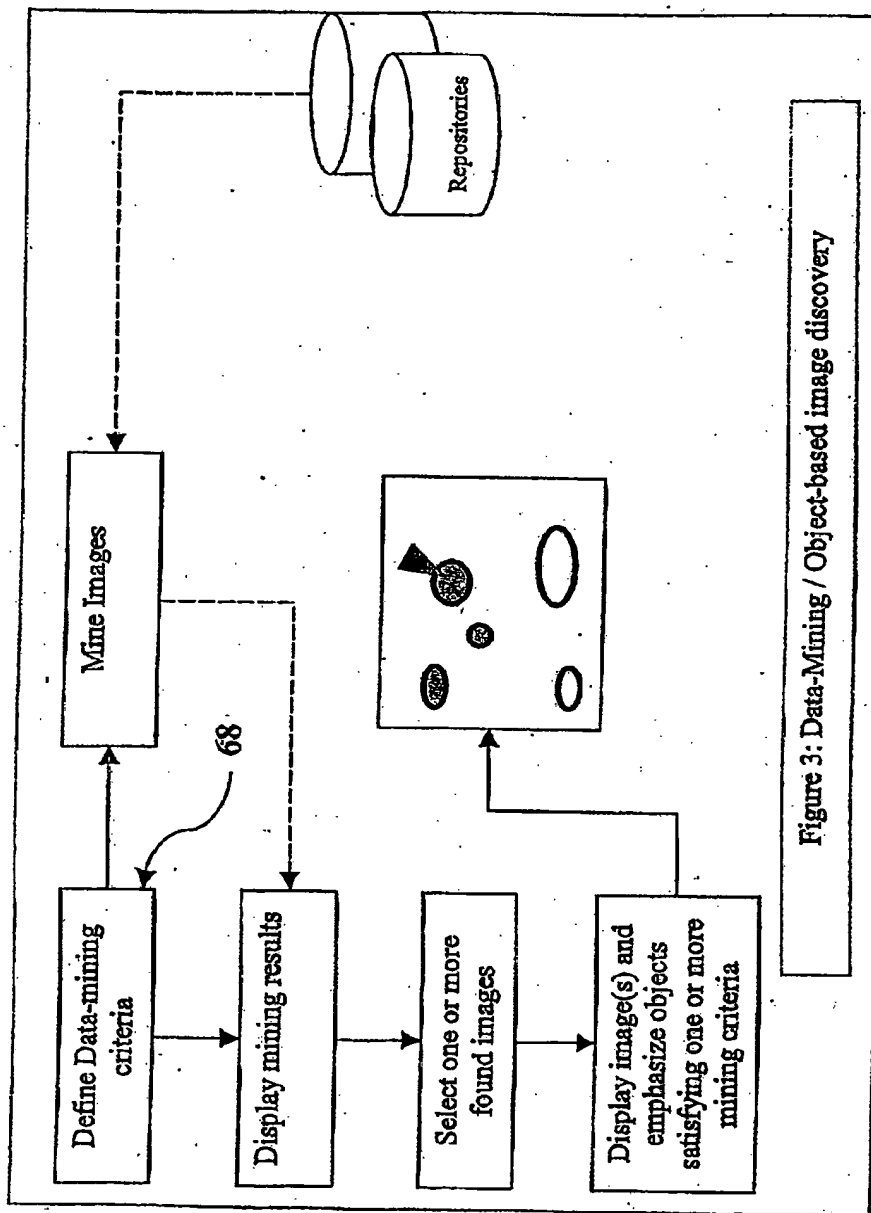 Define Data-mining
criteria
68
Mine Images
Repositories
Display mining results
Select one or more
found images
Display image(s) and
emphasize objects
satisfying one or more
mining criteria
Figure 3: Data-Mining / Object-based image discovery